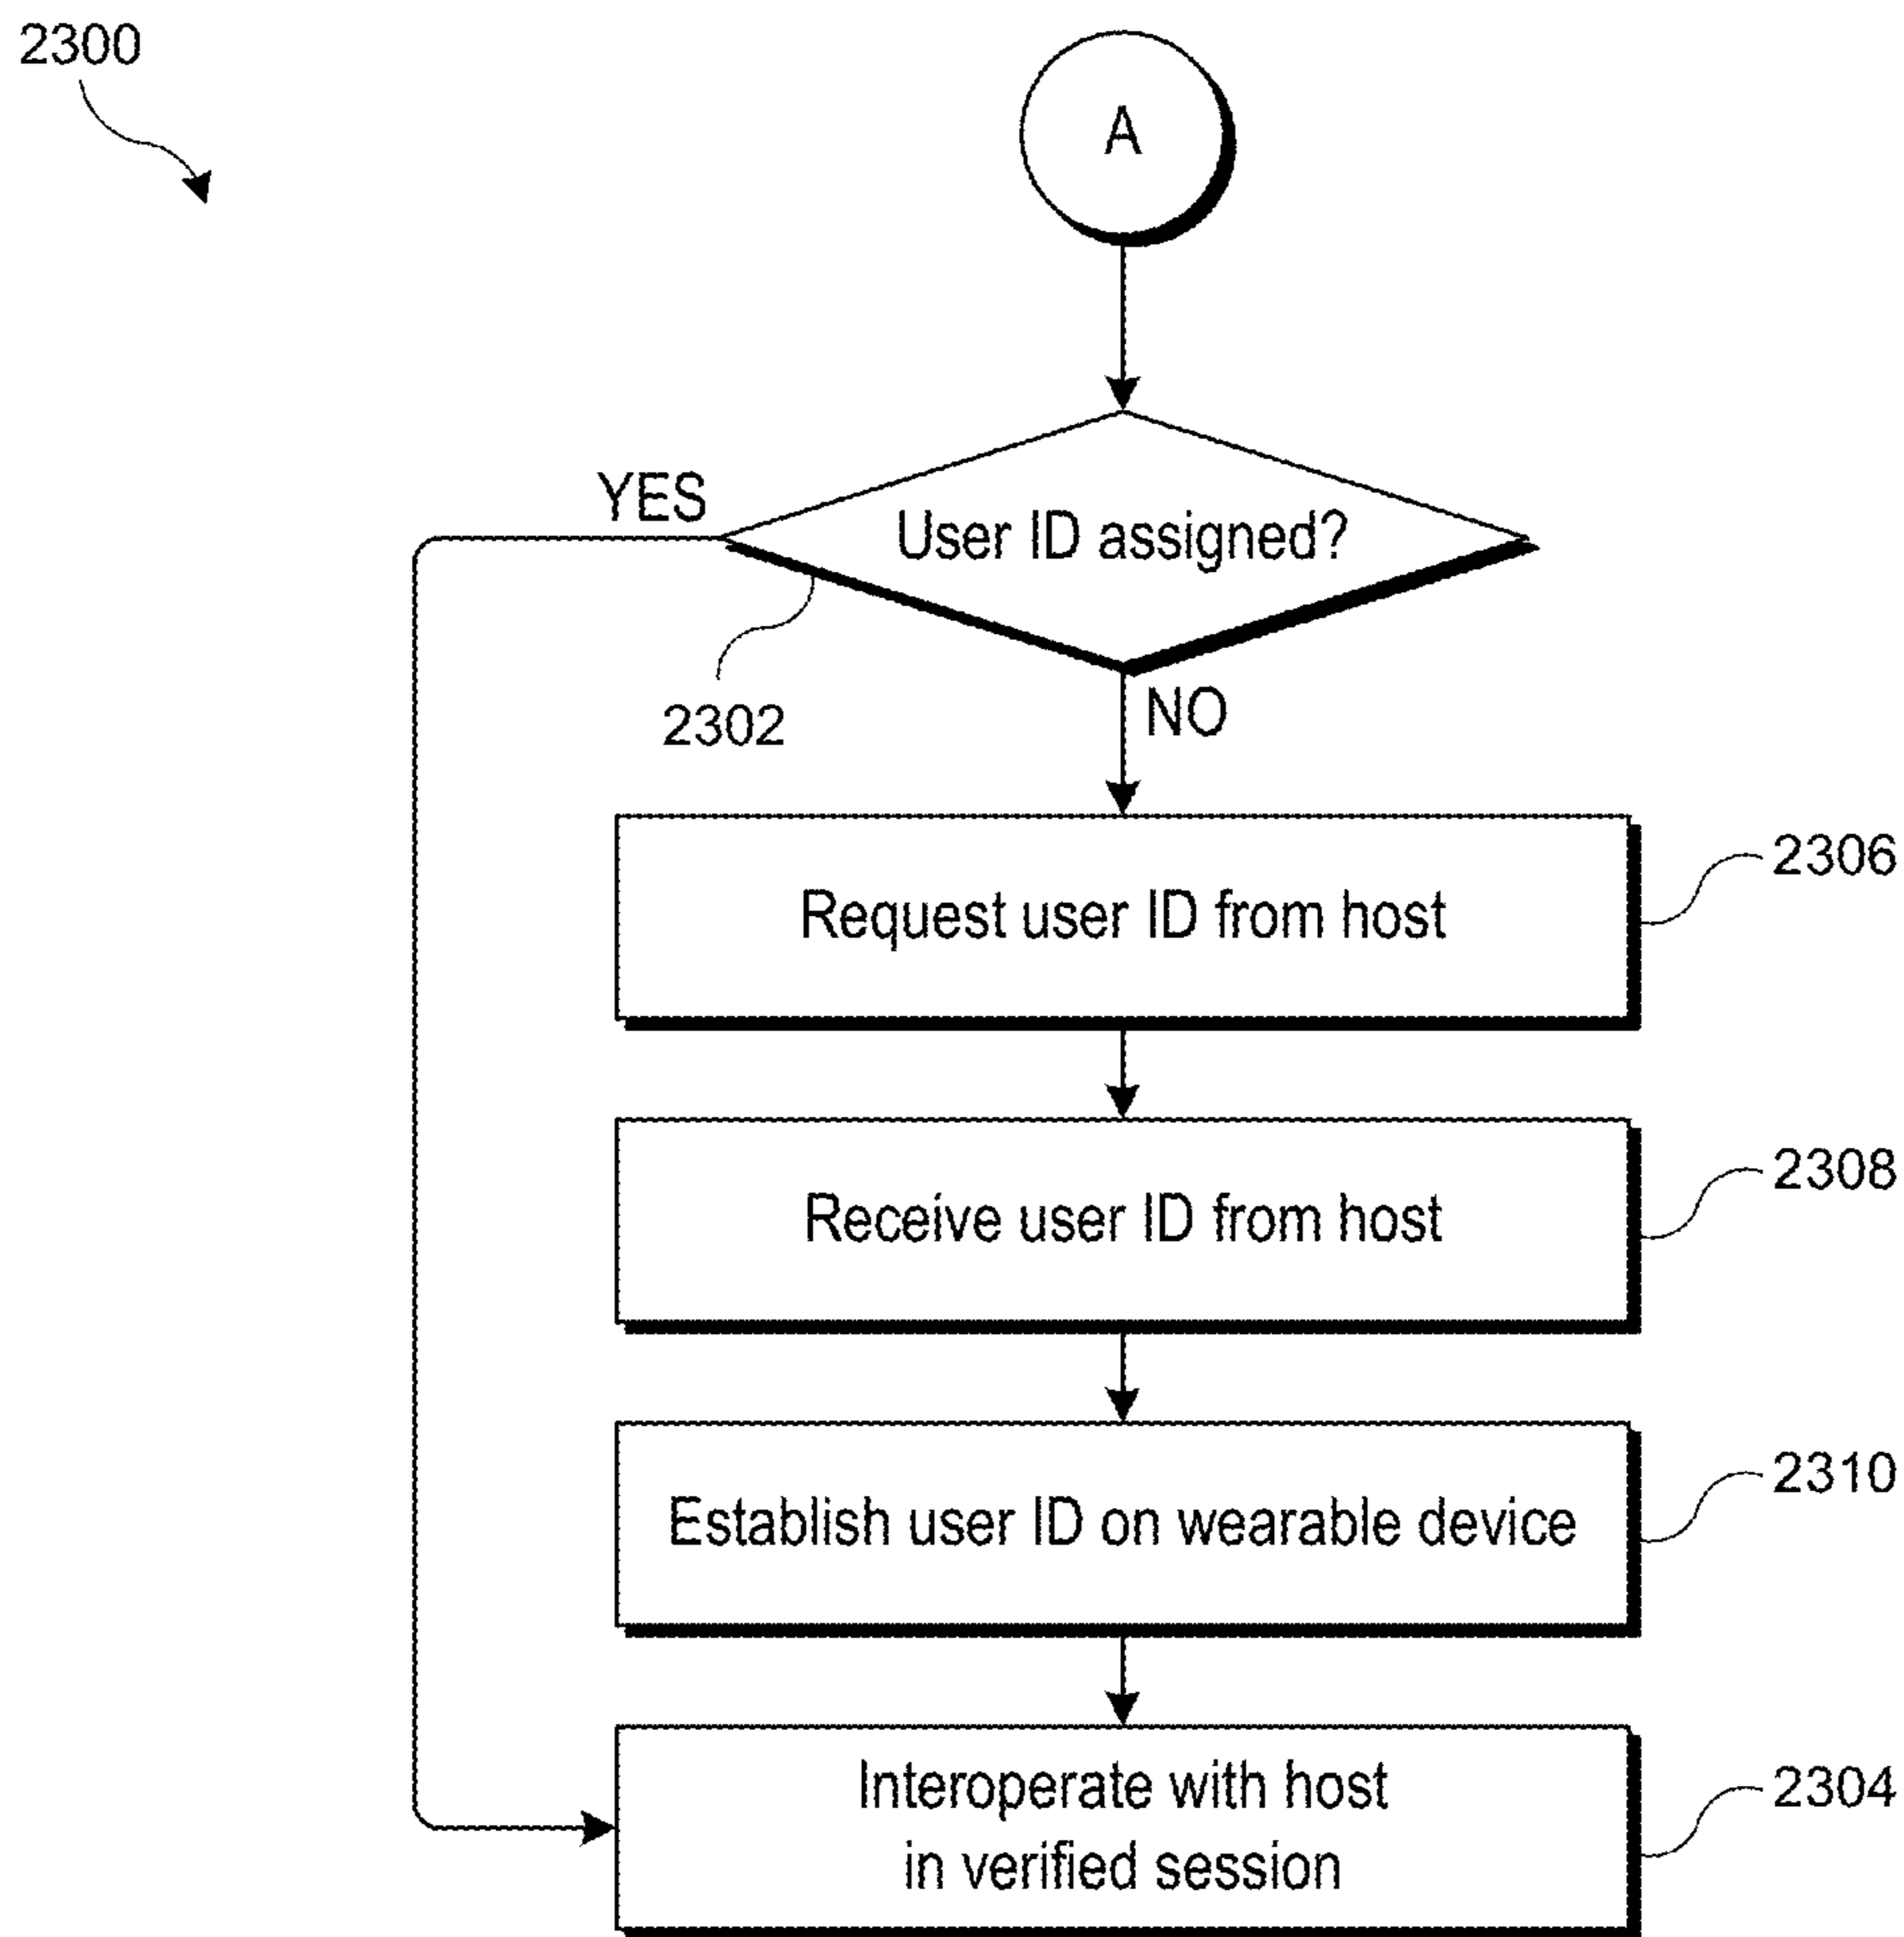 2300
A
YES
User ID assigned?
2302
NO
Request user ID from host
2306
Receive user ID from host
2308
Establish user ID on wearable device
2310
Interoperate with host
in verified session
2304